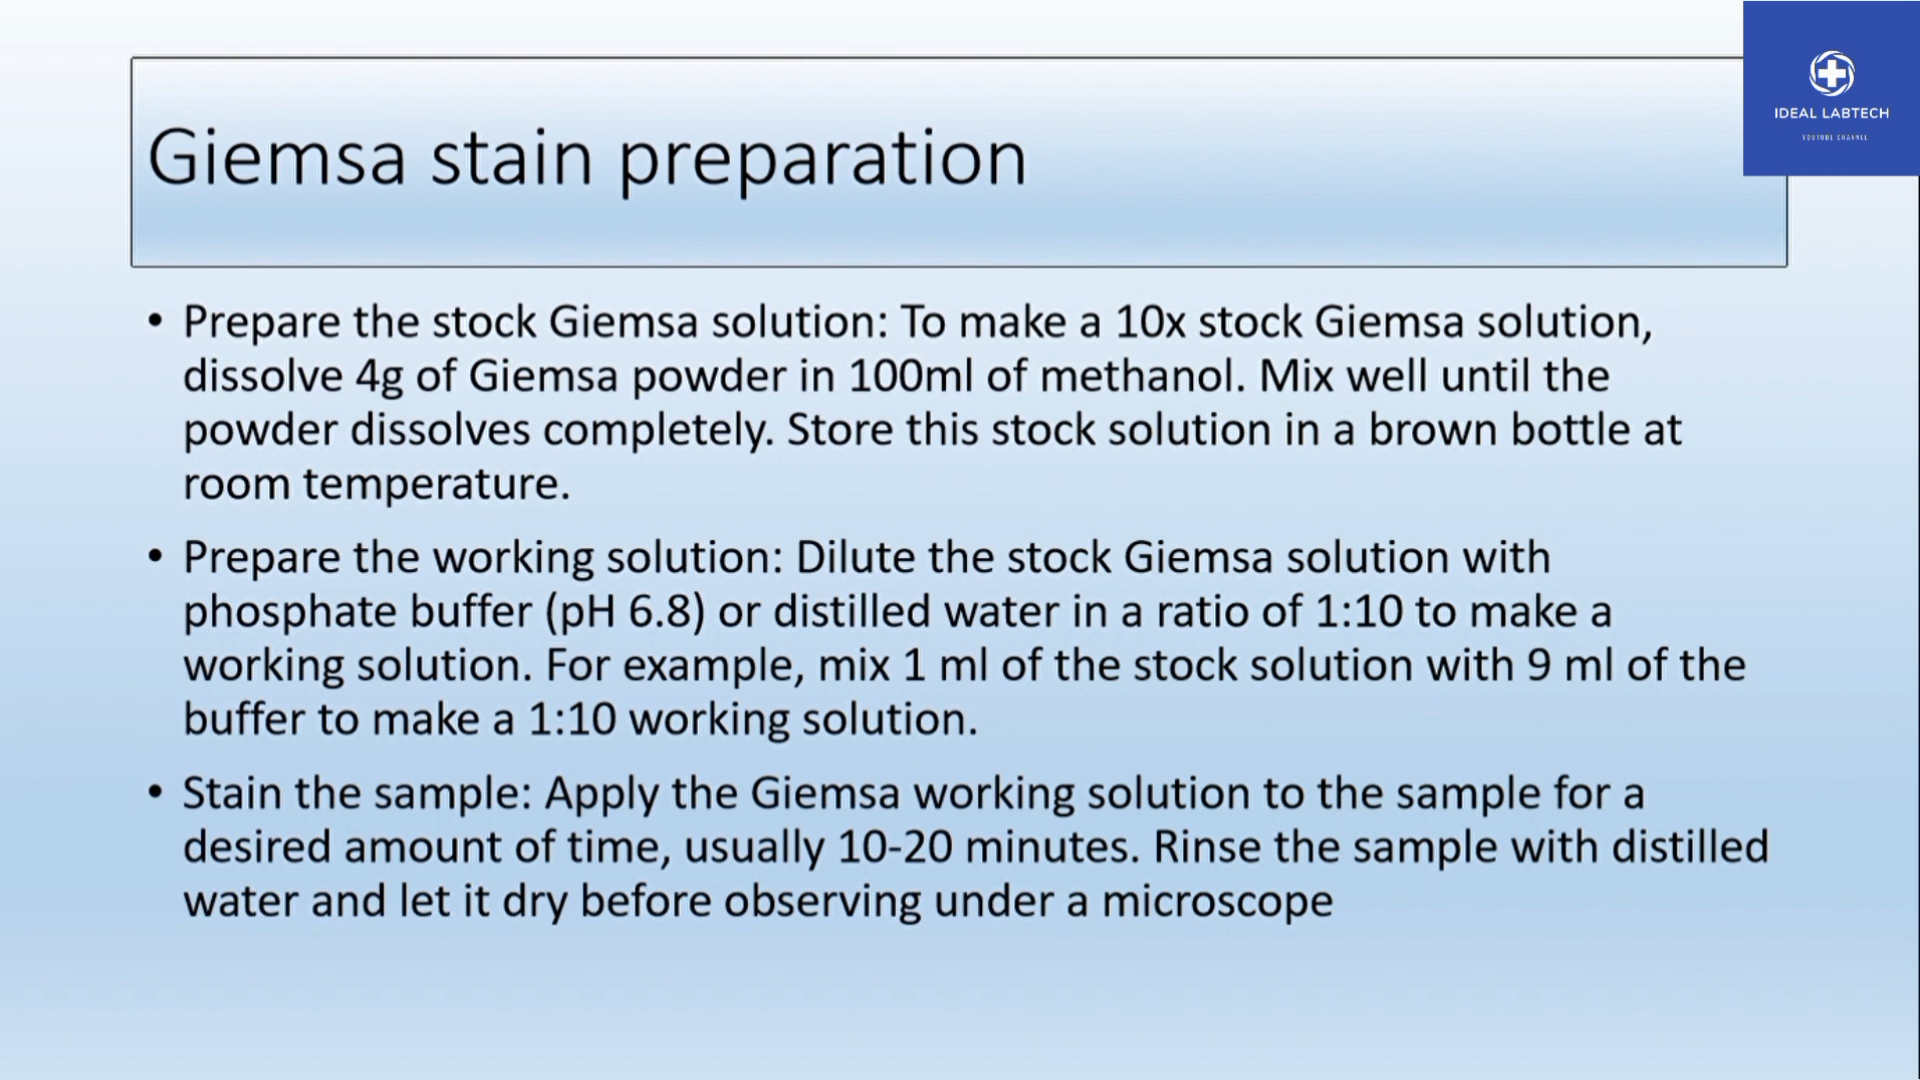 IDEAL LABTECH
YOUTUBE CHANNEL
Giemsa stain preparation
• Prepare the stock Giemsa solution: To make a 10x stock Giemsa solution,
dissolve 4g of Giemsa powder in 100ml of methanol. Mix well until the
powder dissolves completely. Store this stock solution in a brown bottle at
room temperature.
• Prepare the working solution: Dilute the stock Giemsa solution with
phosphate buffer (pH 6.8) or distilled water in a ratio of 1:10 to make a
working solution. For example, mix 1 ml of the stock solution with 9 ml of the
buffer to make a 1:10 working solution.
• Stain the sample: Apply the Giemsa working solution to the sample for a
desired amount of time, usually 10-20 minutes. Rinse the sample with distilled
water and let it dry before observing under a microscope